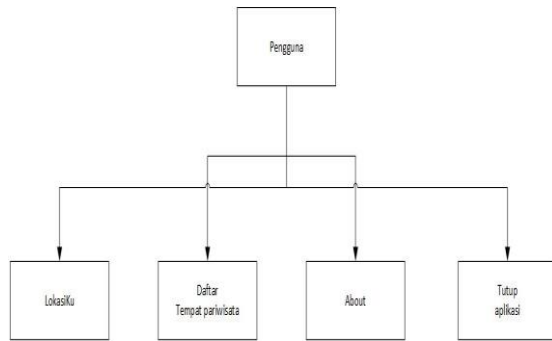 Pengguna
LokasiKu
Daftar
Tempat pariwisata
About
Tutup
aplikasi